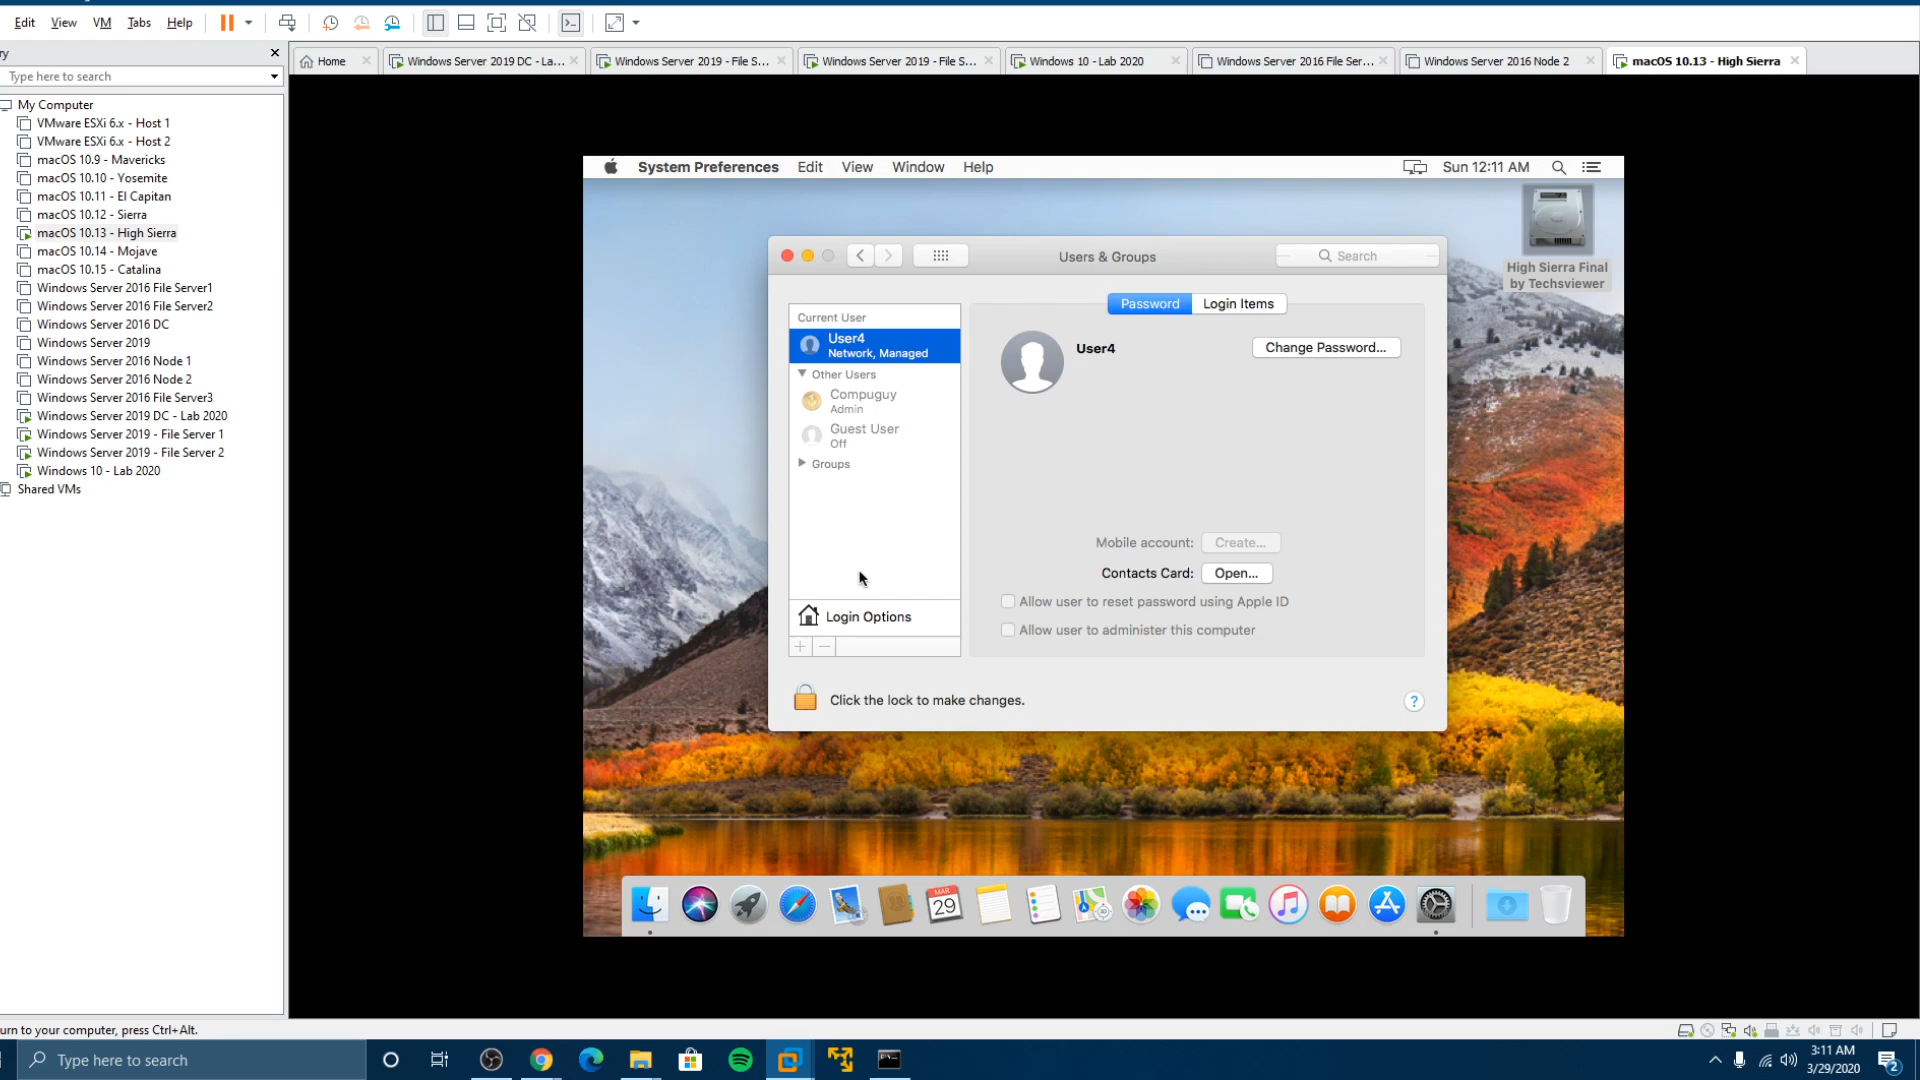 Edit View VM Tabs Help
ry
Type here to search
My Computer
VMware ESXi 6.x - Host 1
VMware ESXi 6.x - Host 2
macOS 10.9 - Mavericks
macOS 10.10 - Yosemite
macOS 10.11 - El Capitan
macOS 10.12 - Sierra
macOS 10.13 - High Sierra
macOS 10.14 - Mojave
macOS 10.15 - Catalina
Windows Server 2016 File Server1
Windows Server 2016 File Server2
Windows Server 2016 DC
Windows Server 2019
Windows Server 2016 Node 1
Windows Server 2016 Node 2
Windows Server 2016 File Server3
Windows Server 2019 DC - Lab 2020
Windows Server 2019 - File Server 1
Windows Server 2019 - File Server 2
Windows 10 - Lab 2020
Shared VMs
Home
Windows Server 2019 DC - La...
Windows Server 2019 - File S...
Windows Server 2019 - File S...
Windows 10 - Lab 2020
Windows Server 2016 File Ser...
Windows Server 2016 Node 2
macOS 10.13 - High Sierra
System Preferences Edit View Window Help
Sun 12:11 AM
High Sierra Final
by Techsviewer
Users & Groups
Search
Password
Login Items
Current User
User4
Network, Managed
Other Users
Compuguy
Admin
Guest User
Off
Groups
Login Options
User4
Change Password...
Mobile account: Create...
Contacts Card: Open...
Allow user to reset password using Apple ID
Allow user to administer this computer
Click the lock to make changes.
?
MAR
29
urn to your computer, press Ctrl+Alt.
Type here to search
3:11 AM
3/29/2020
2